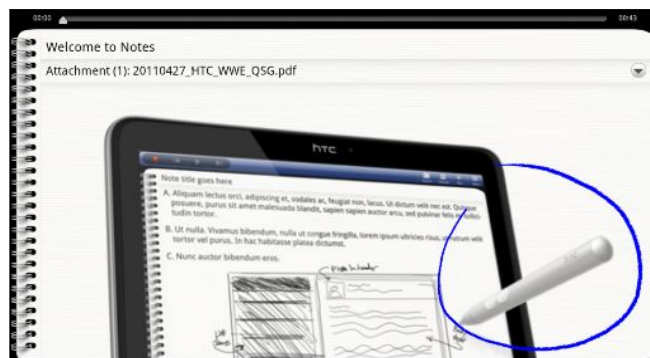 00:00
00:43
Welcome to Notes
Attachment (1): 20110427_HTC_WWE_QSG.pdf
hTC
Note title goes here
A. Aliquam lectus orci, adipiscing et, sodales ac, feugiat non, lacus. Ut dictum velit nec est. Quisque
posuere, purus sit amet malesuada blandit, sapien sapien auctor arcu, sed pulvinar felis mi sollici-
tudin tortor.
B. Ut nulla. Vivamus bibendum, nulla ut congue fringilla, lorem ipsum ultricies risus, ut rutrum velit
tortor vel purus. In hac habitasse platea dictumst.
C. Nunc auctor bibendum eros.
hTC